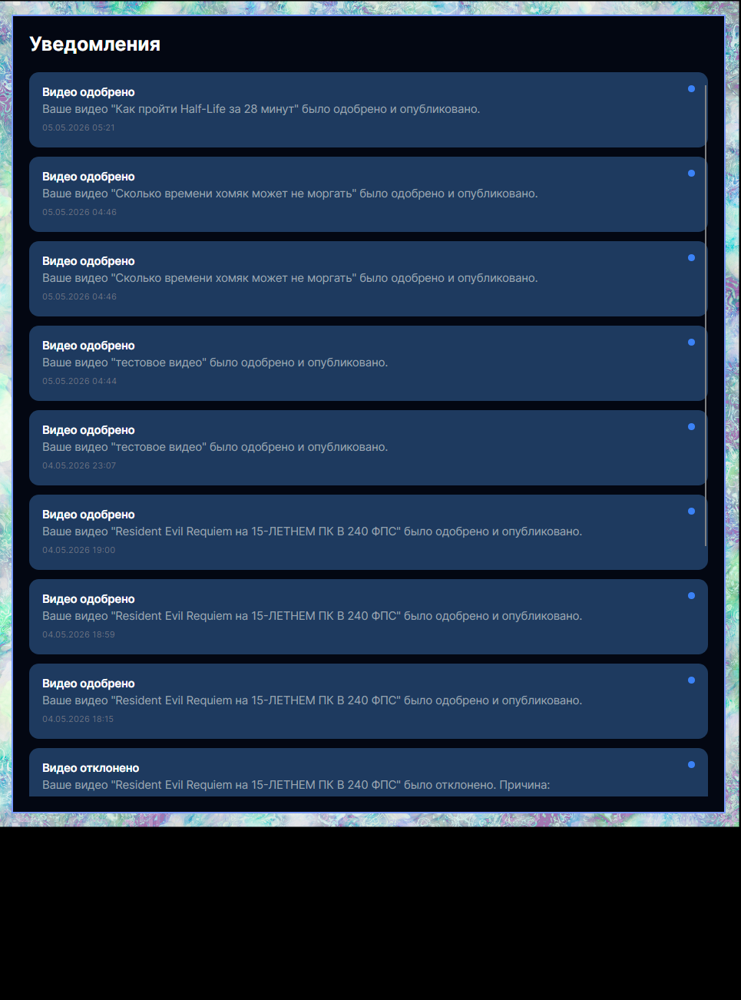 Уведомления
Видео одобрено
Ваше видео "Как пройти Half-Life за 28 минут" было одобрено и опубликовано.
05.05.2026 05:21
Видео одобрено
Ваше видео "Сколько времени хомяк может не моргать" было одобрено и опубликовано.
05.05.2026 04:46
Видео одобрено
Ваше видео "Сколько времени хомяк может не моргать" было одобрено и опубликовано.
05.05.2026 04:46
Видео одобрено
Ваше видео "тестовое видео" было одобрено и опубликовано.
05.05.2026 04:44
Видео одобрено
Ваше видео "тестовое видео" было одобрено и опубликовано.
04.05.2026 23:07
Видео одобрено
Ваше видео "Resident Evil Requiem на 15-ЛЕТНЕМ ПК В 240 ФПС" было одобрено и опубликовано.
04.05.2026 19:00
Видео одобрено
Ваше видео "Resident Evil Requiem на 15-ЛЕТНЕМ ПК В 240 ФПС" было одобрено и опубликовано.
04.05.2026 18:59
Видео одобрено
Ваше видео "Resident Evil Requiem на 15-ЛЕТНЕМ ПК В 240 ФПС" было одобрено и опубликовано.
04.05.2026 18:15
Видео отклонено
Ваше видео "Resident Evil Requiem на 15-ЛЕТНЕМ ПК В 240 ФПС" было отклонено. Причина: